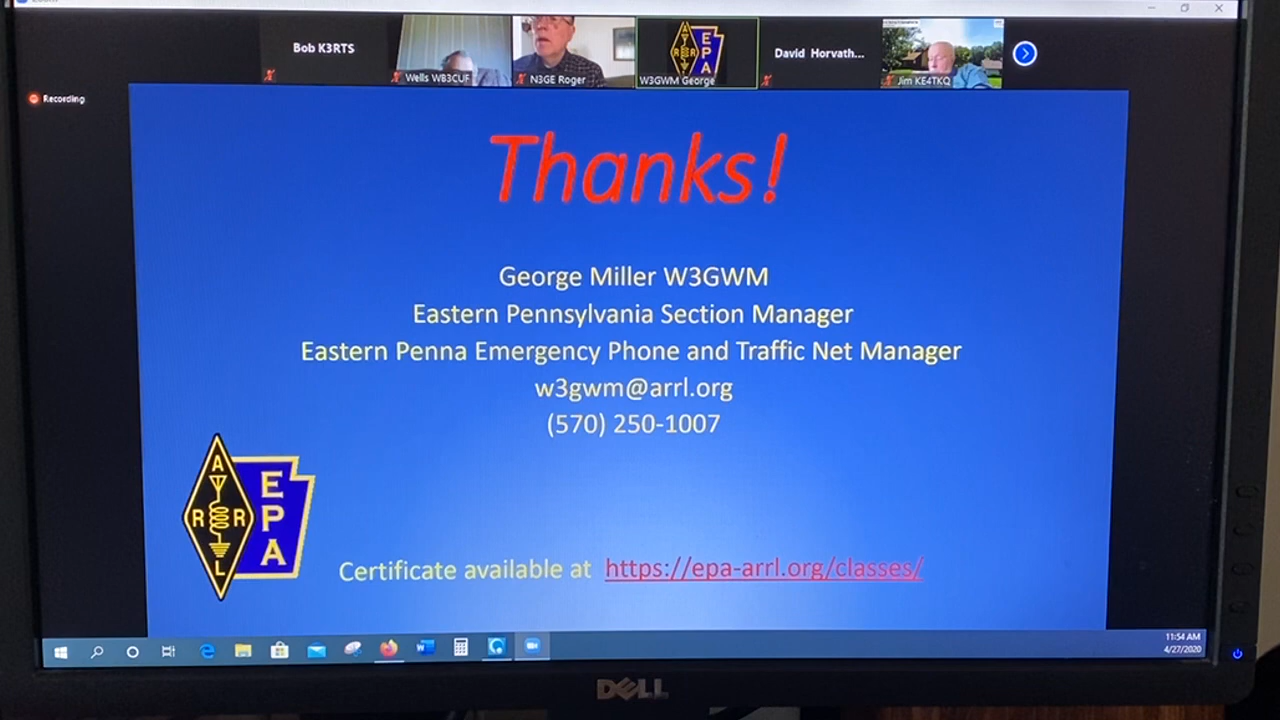 Zoom
Bob K3RTS
Wells WB3CUF
N3GE Roger
A
R R
L
E
P
A
W3GWM George
David Horvath...
Jim KE4TKQ
Recording
Thanks!
George Miller W3GWM
Eastern Pennsylvania Section Manager
Eastern Penna Emergency Phone and Traffic Net Manager
w3gwm@arrl.org
(570) 250-1007
A
R R
L
E
P
A
Certificate available at https://epa-arrl.org/classes/
11:54 AM
4/27/2020
DELL